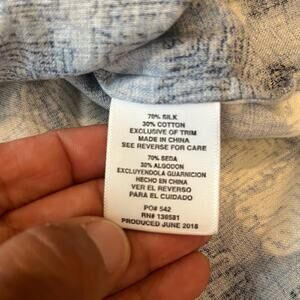 70% SILK
30% COTTON
EXCLUSIVE OF TRIM
MADE IN CHINA
SEE REVERSE FOR CARE
70% SEDA
30% ALGODON
EXCLUYENDOLA GUARNICION
HECHO EN CHINA
VER EL REVERSO
PARA EL CUIDADO
PO# 542
RN# 136581
PRODUCED JUNE 2018